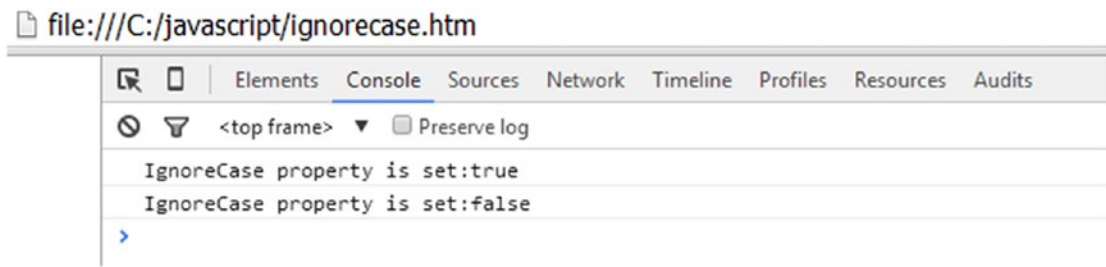 file:///C:/javascript/ignorecase.htm
Elements Console Sources Network Timeline Profiles Resources Audits
<top frame> ▼ Preserve log
IgnoreCase property is set:true
IgnoreCase property is set:false
>